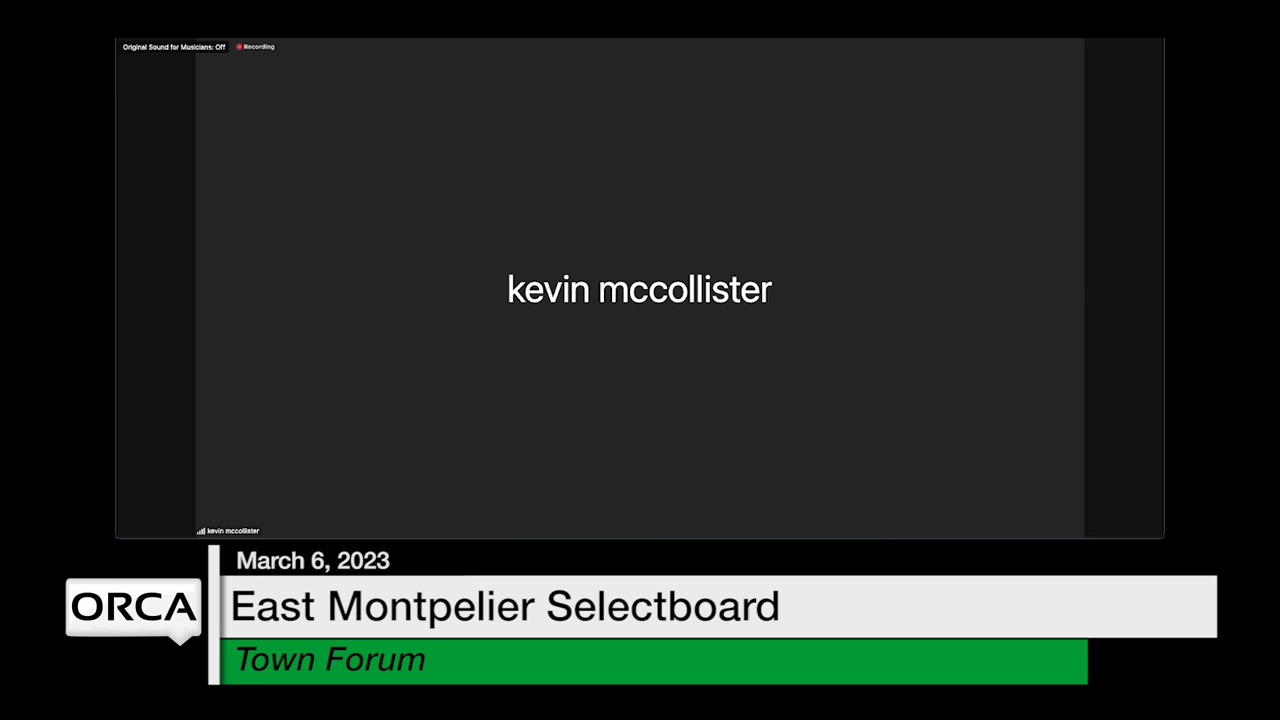 Original Sound for Musicians: Off
Recording
kevin mccollister
kevin mccollister
March 6, 2023
ORCA
East Montpelier Selectboard
Town Forum